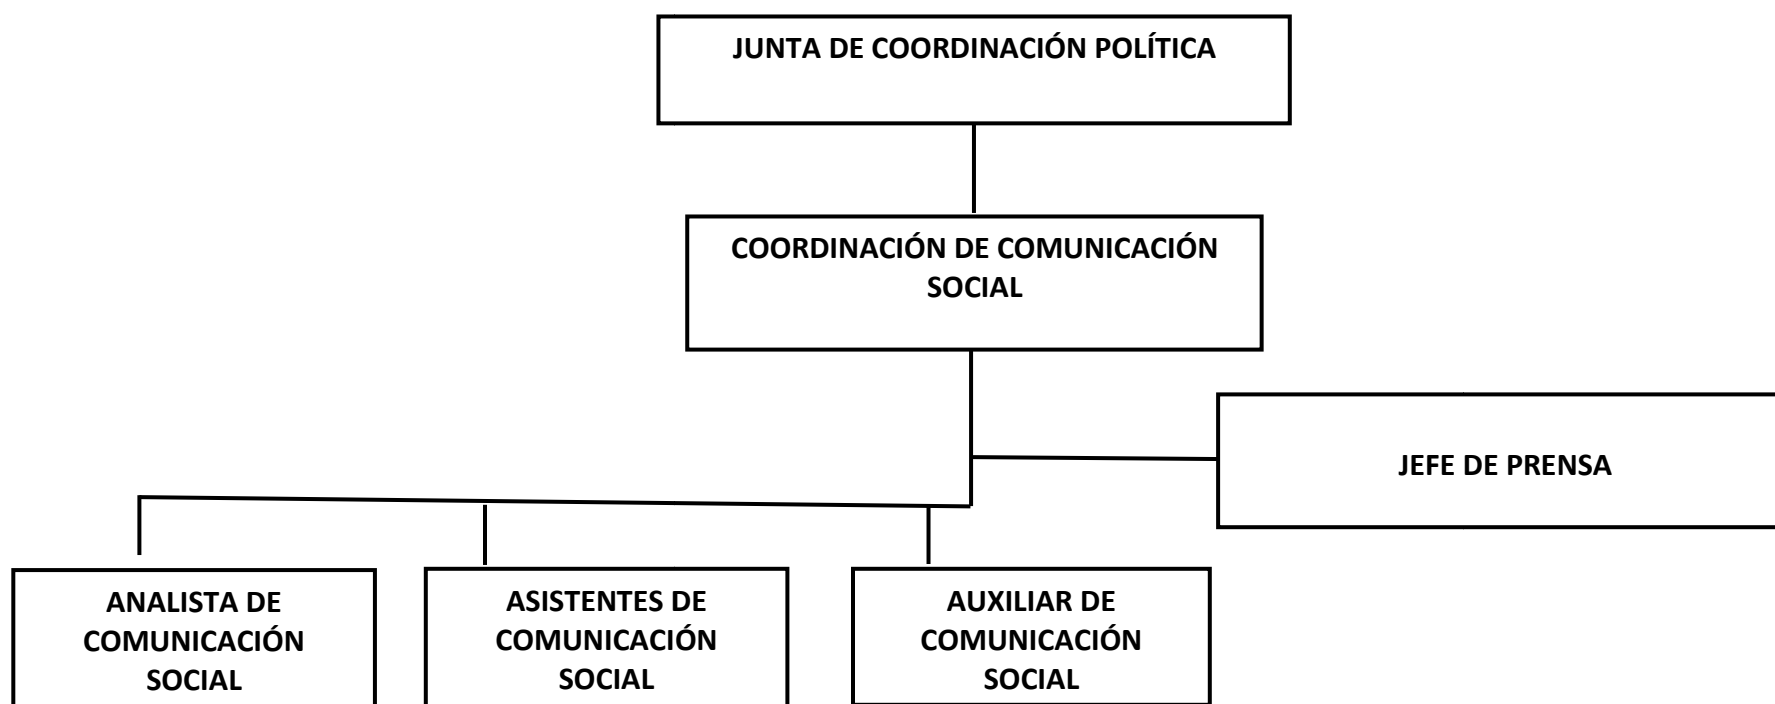 JUNTA DE COORDINACIÓN POLÍTICA
COORDINACIÓN DE COMUNICACIÓN
SOCIAL
JEFE DE PRENSA
ANALISTA DE
COMUNICACIÓN
SOCIAL
ASISTENTES DE
COMUNICACIÓN
SOCIAL
AUXILIAR DE
COMUNICACIÓN
SOCIAL